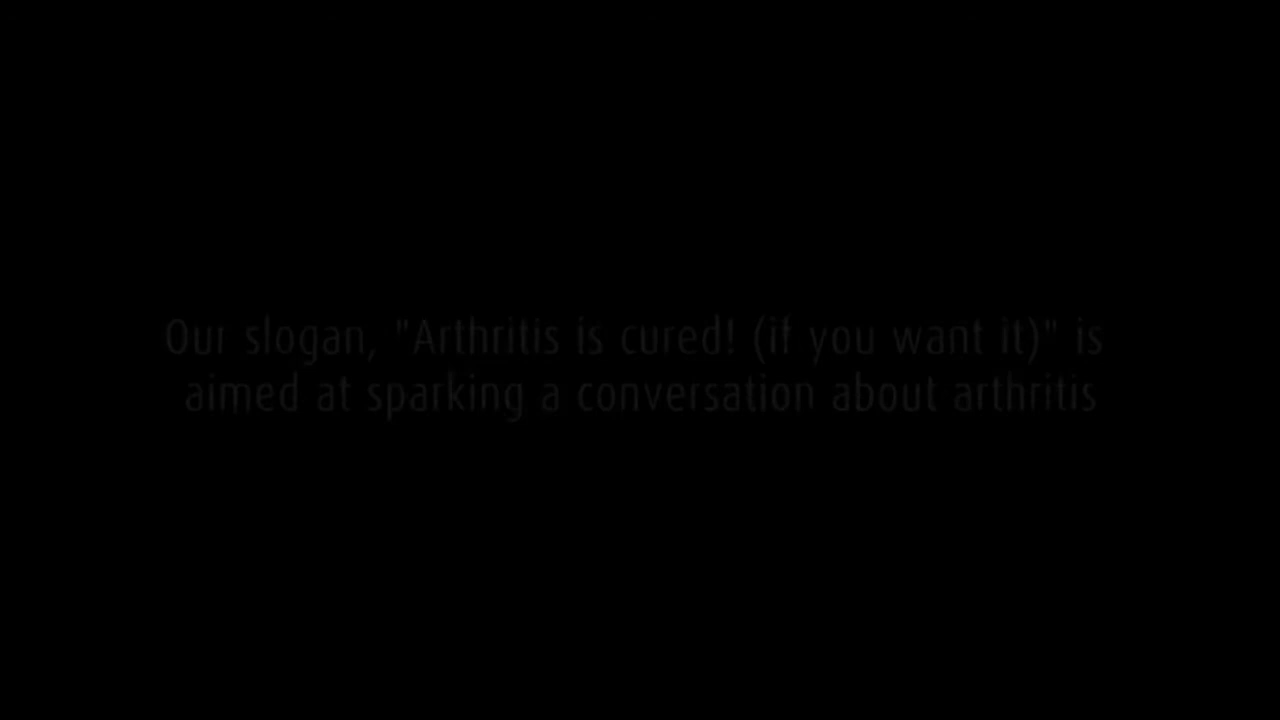 Our slogan, "Arthritis is cured! (if you want it)" is
aimed at sparking a conversation about arthritis